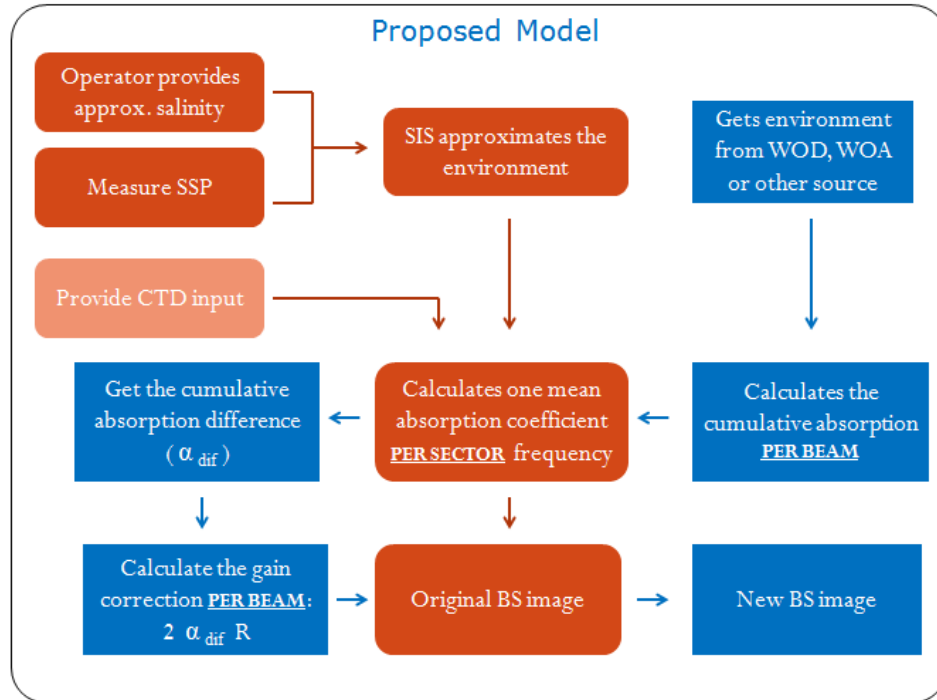 Proposed Model
Operator provides
approx. salinity
Measure SSP
SIS approximates the
environment
Gets environment
from WOD, WOA
or other source
Provide CTD input
Get the cumulative
absorption difference
( α dif )
Calculates one mean
absorption coefficient
PER SECTOR frequency
Calculates the
cumulative absorption
PER BEAM
Calculate the gain
correction PER BEAM:
2 α dif R
Original BS image
New BS image